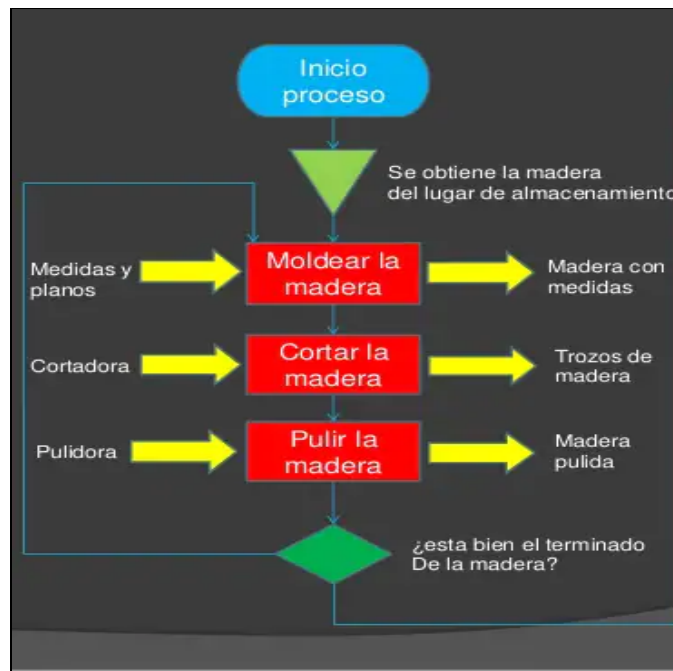 Inicio
proceso
Se obtiene la madera
del lugar de almacenamiento
Medidas y
planos
Moldear la
madera
Madera con
medidas
Cortadora
Cortar la
madera
Trozos de
madera
Pulidora
Pulir la
madera
Madera
pulida
¿esta bien el terminado
De la madera?